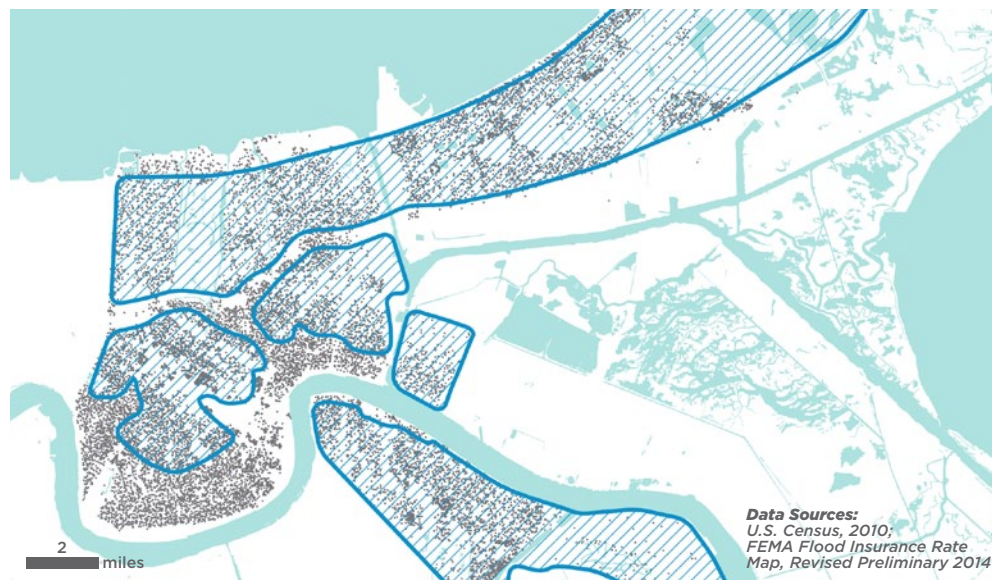 Data Sources:
U.S. Census, 2010;
FEMA Flood Insurance Rate
Map, Revised Preliminary 2014
2
miles